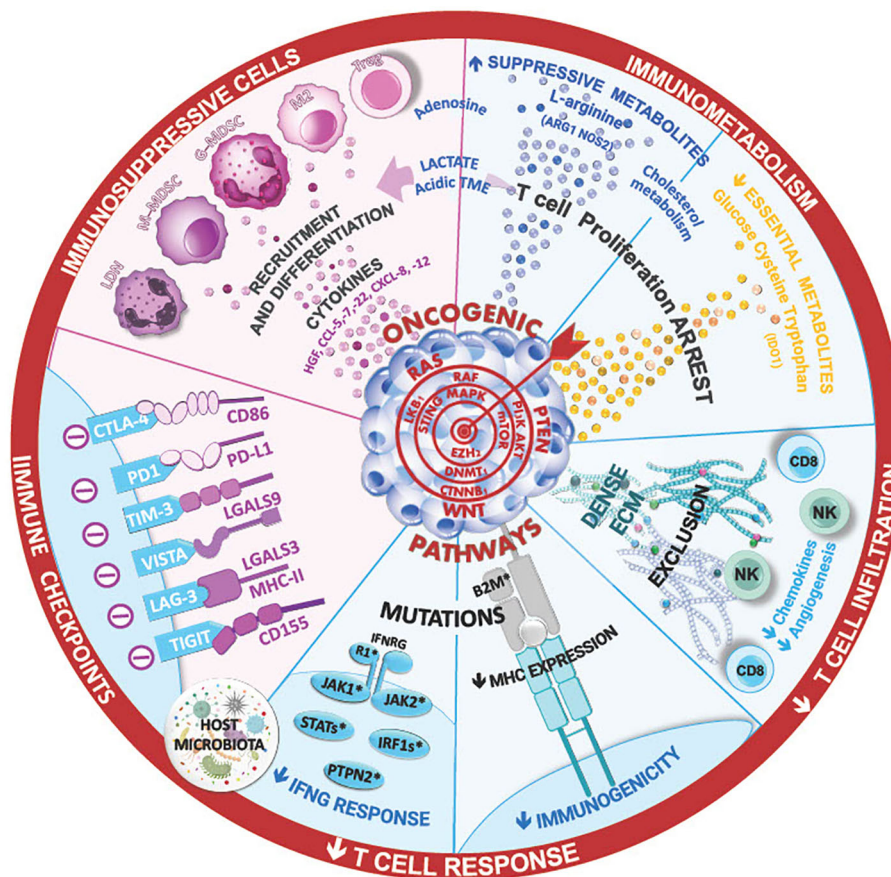 IMMUNOSUPPRESSIVE CELLS
LDN
M-MDSC
G-MDSC
M2
Treg
RECRUITMENT
AND DIFFERENTIATION
CYTOKINES
HGF, CCL-5,-7,-22, CXCL-8, -12
IMMUNOMETABOLISM
SUPPRESSIVE METABOLITES
L-arginine
(ARG1 NOS2)
Adenosine
LACTATE
Acidic TME
Cholesterol
metabolism
T cell Proliferation ARREST
ESSENTIAL METABOLITES
Glucose Cysteine Tryptophan
(IDO1)
ONCOGENIC
RAS
RAF
MAPK
LKB1
STING
PTEN
PI3K AKT
mTOR
EZH2
DNMT1
CTNNB1
WNT
PATHWAYS
IIMMUNE CHECKPOINTS
CTLA-4
CD86
PD1
PD-L1
TIM-3
LGALS9
VISTA
LGALS3
LAG-3
MHC-II
TIGIT
CD155
HOST
MICROBIOTA
MUTATIONS
IFNRG
R1*
JAK1*
JAK2*
STATs*
IRF1s*
PTPN2*
IFNG RESPONSE
B2M*
MHC EXPRESSION
IMMUNOGENICITY
T CELL RESPONSE
DENSE
ECM
EXCLUSION
CD8
NK
NK
CD8
Chemokines
Angiogenesis
T CELL INFILTRATION